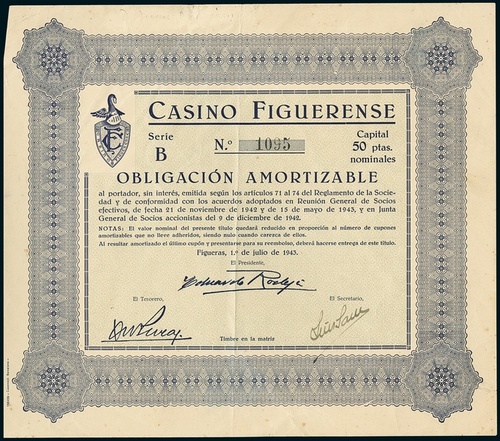 CASINO FIGUERENSE
Serie
B
N.º 1095
Capital
50 ptas.
nominales
OBLIGACIÓN AMORTIZABLE
al portador, sin interés, emitida según los artículos 71 al 74 del Reglamento de la Socie-
dad y de conformidad con los acuerdos adoptados en Reunión General de Socios
efectivos, de fecha 21 de noviembre de 1942 y de 15 de mayo de 1943, y en Junta
General de Socios accionistas del 9 de diciembre de 1942.
NOTAS: El valor nominal del presente título quedará reducido en proporción al número de cupones
amortizables que no lleve adheridos, siendo nulo cuando carezca de ellos.
Al resultar amortizado el último cupón y presentarse para su reembolso, deberá hacerse entrega de este título.
Figueras, 1.º de julio de 1943.
El Presidente,
El Tesorero,
El Secretario,
Timbre en la matriz